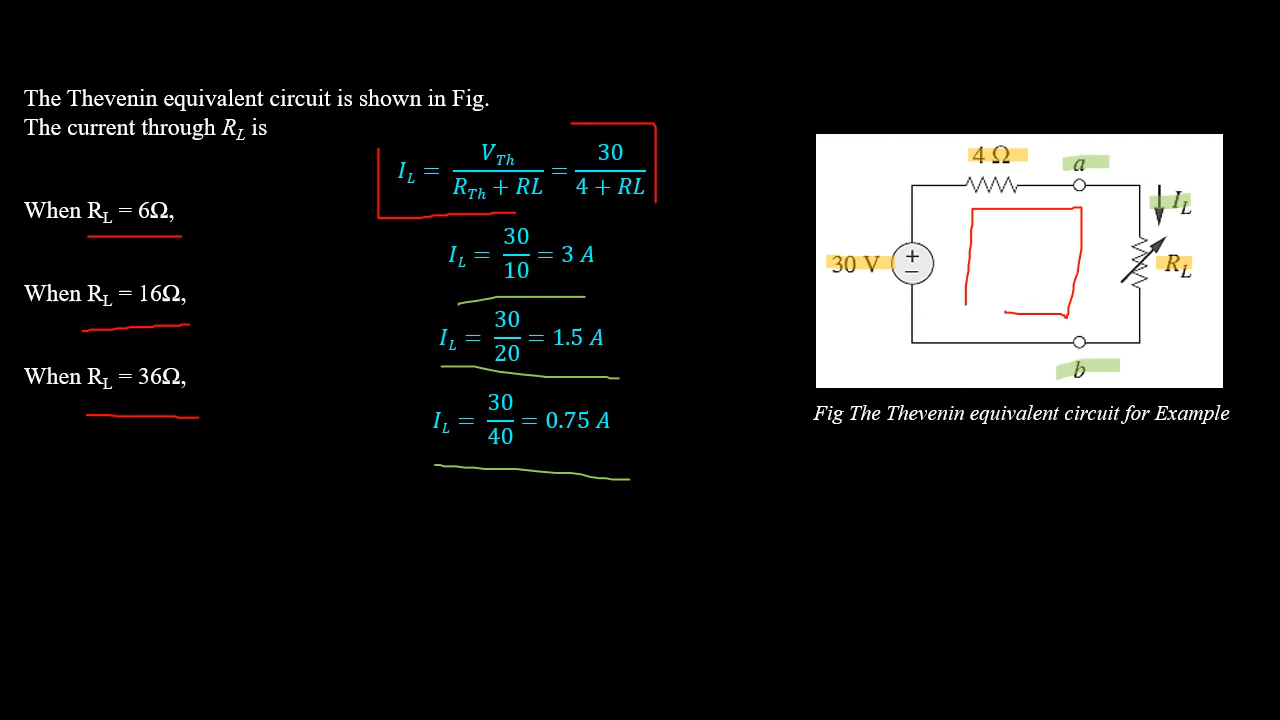 The Thevenin equivalent circuit is shown in Fig.
The current through R_L is
I_L = V_Th / (R_Th + RL) = 30 / (4 + RL)
When R_L = 6Ω,
I_L = 30/10 = 3 A
When R_L = 16Ω,
I_L = 30/20 = 1.5 A
When R_L = 36Ω,
I_L = 30/40 = 0.75 A
4 Ω
a
I_L
30 V
+
−
R_L
b
Fig The Thevenin equivalent circuit for Example